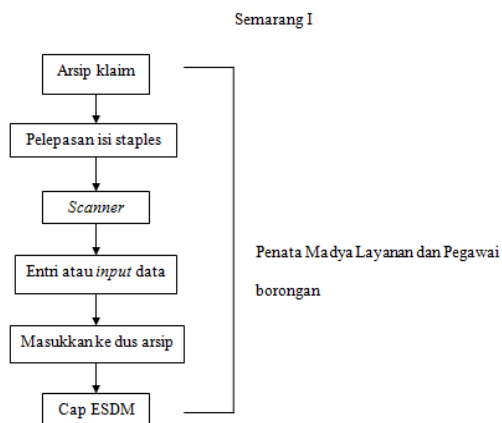 Semarang I
Arsip klaim
Pelepasan isi staples
Scanner
Entri atau input data
Masukkan ke dus arsip
Cap ESDM
Penata Madya Layanan dan Pegawai
borongan